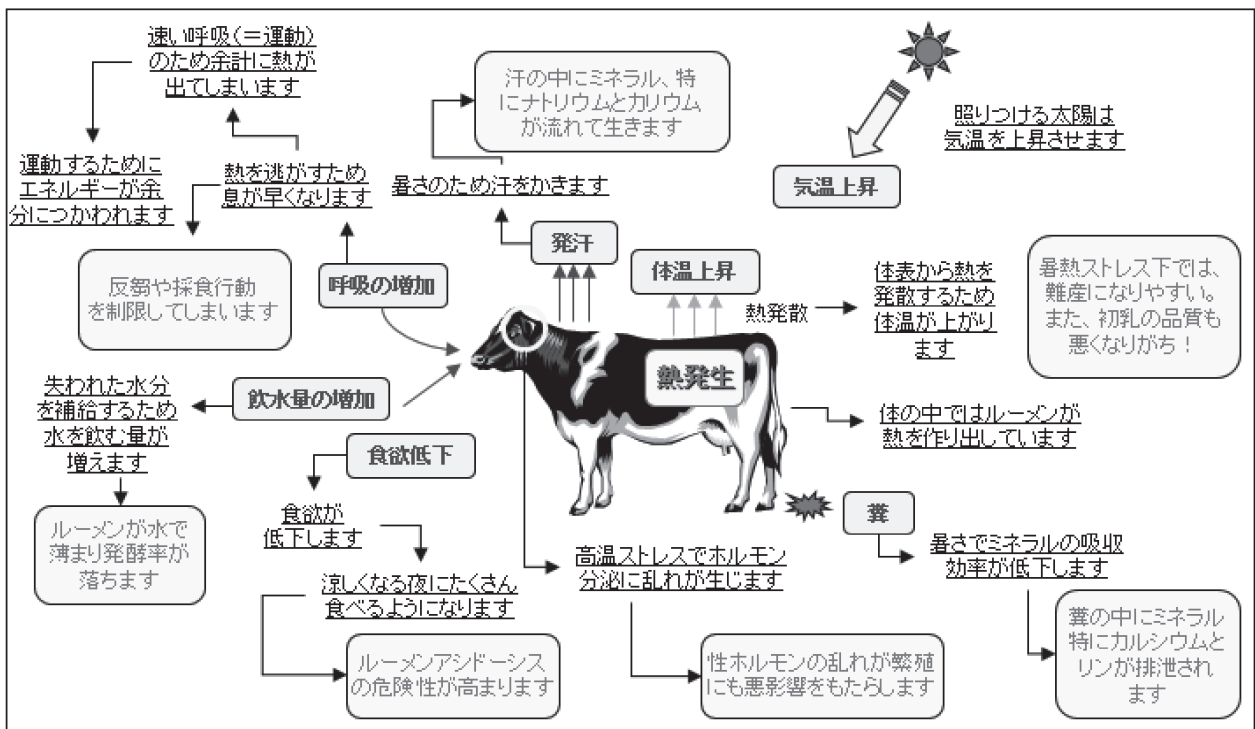 速い呼吸(＝運動)
のため余計に熱が
出てしまいます
運動するために
エネルギーが余
分につかわれます
熱を逃がすため
息が早くなります
反芻や採食行動
を制限してしまいます
呼吸の増加
汗の中にミネラル、特
にナトリウムとカリウム
が流れて生きます
暑さのため汗をかきます
発汗
照りつける太陽は
気温を上昇させます
気温上昇
体温上昇
熱発散
体表から熱を
発散するため
体温が上がり
ます
暑熱ストレス下では、
難産になりやすい。
また、初乳の品質も
悪くなりがち！
熱発生
体の中ではルーメンが
熱を作り出しています
飲水量の増加
失われた水分
を補給するため
水を飲む量が
増えます
ルーメンが水で
薄まり発酵率が
落ちます
食欲低下
食欲が
低下します
涼しくなる夜にたくさん
食べるようになります
ルーメンアシドーシス
の危険性が高まります
高温ストレスでホルモン
分泌に乱れが生じます
性ホルモンの乱れが繁殖
にも悪影響をもたらします
糞
暑さでミネラルの吸収
効率が低下します
糞の中にミネラル
特にカルシウムと
リンが排泄され
ます